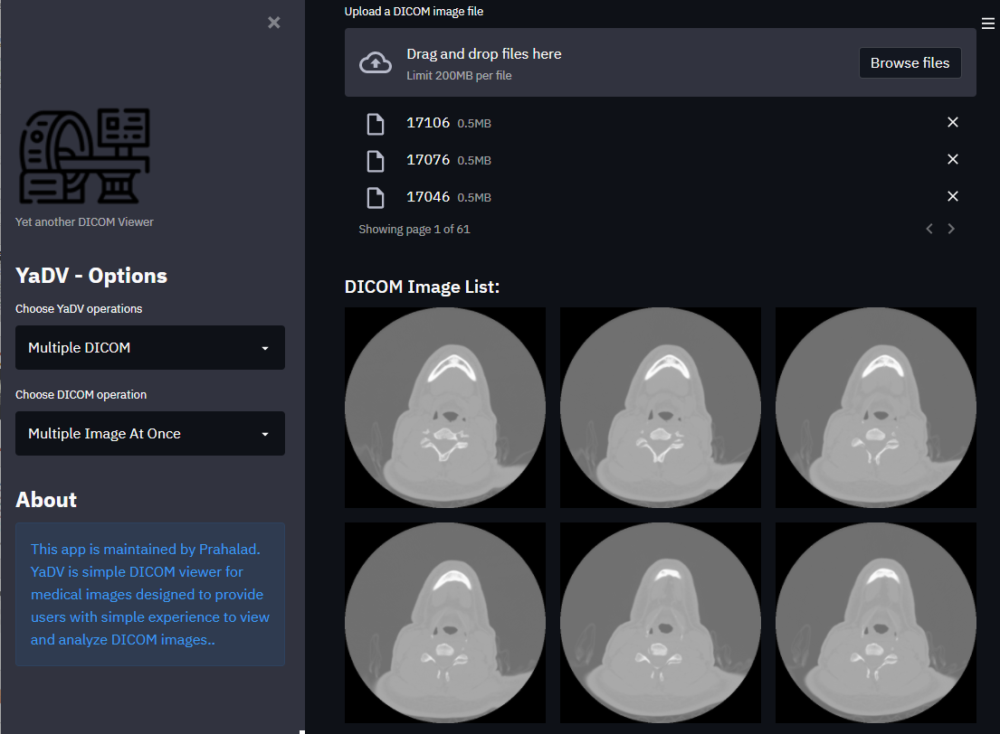 Yet another DICOM Viewer
YaDV - Options
Choose YaDV operations
Multiple DICOM
Choose DICOM operation
Multiple Image At Once
About
This app is maintained by Prahalad.
YaDV is simple DICOM viewer for
medical images designed to provide
users with simple experience to view
and analyze DICOM images..
Upload a DICOM image file
Drag and drop files here
Limit 200MB per file
Browse files
17106 0.5MB
17076 0.5MB
17046 0.5MB
Showing page 1 of 61
DICOM Image List: